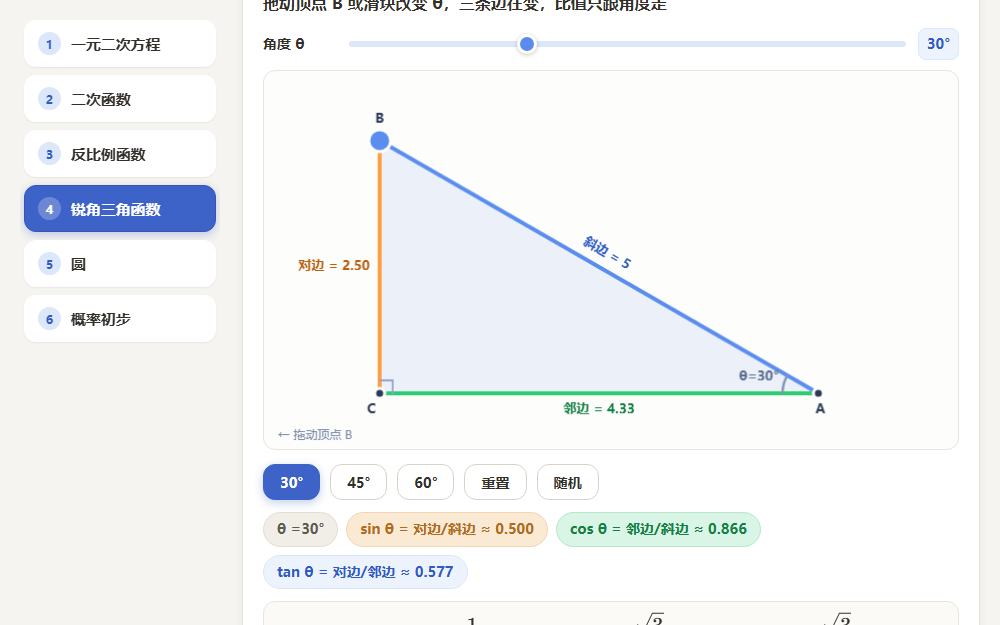 拖动顶点 B 或滑块改变 θ，三条边在变，比值只跟角度走
1 一元二次方程
2 二次函数
3 反比例函数
4 锐角三角函数
5 圆
6 概率初步
角度 θ
30°
B
斜边 = 5
对边 = 2.50
θ=30°
C
邻边 = 4.33
A
← 拖动顶点 B
30° 45° 60° 重置 随机
θ =30° sin θ = 对边/斜边 ≈ 0.500 cos θ = 邻边/斜边 ≈ 0.866
tan θ = 对边/邻边 ≈ 0.577
1 √2 √2